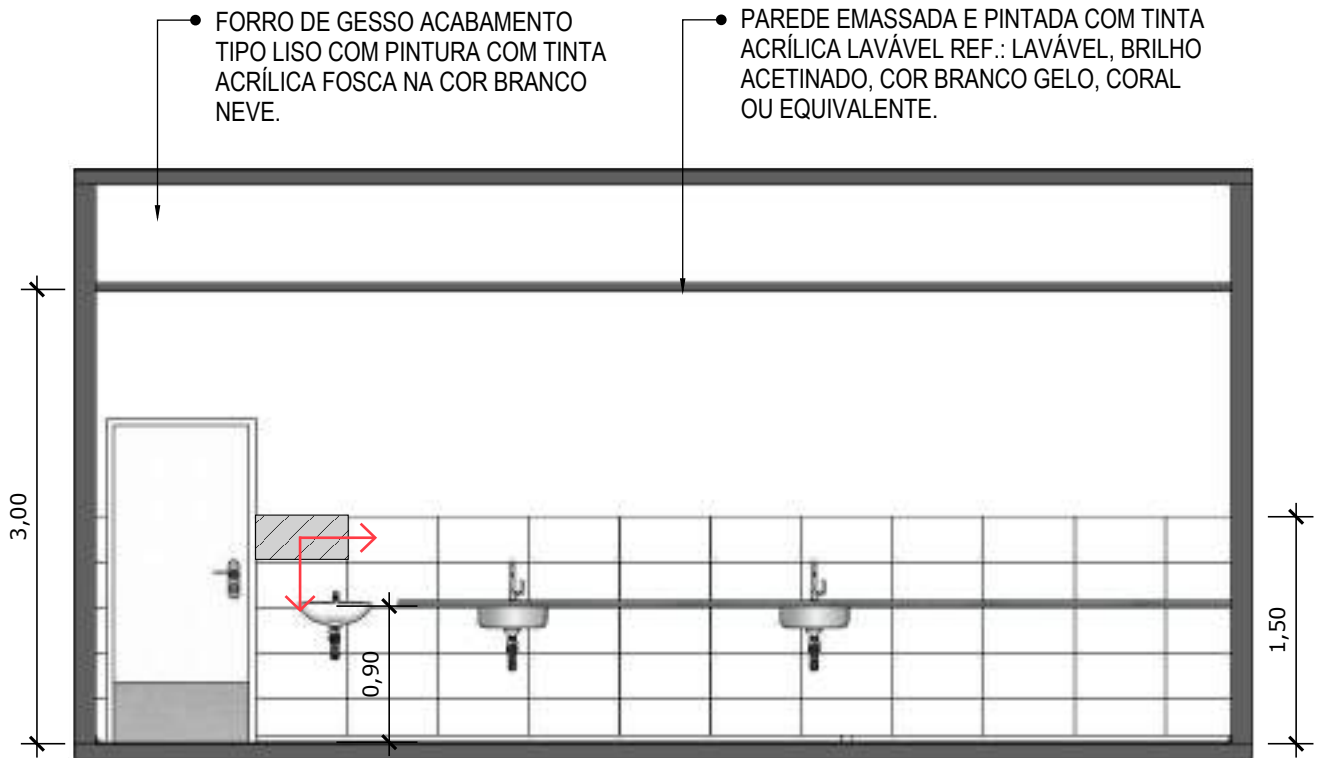 FORRO DE GESSO ACABAMENTO
TIPO LISO COM PINTURA COM TINTA
ACRÍLICA FOSCA NA COR BRANCO
NEVE.
PAREDE EMASSADA E PINTADA COM TINTA
ACRÍLICA LAVÁVEL REF.: LAVÁVEL, BRILHO
ACETINADO, COR BRANCO GELO, CORAL
OU EQUIVALENTE.
3,00
0,90
1,50